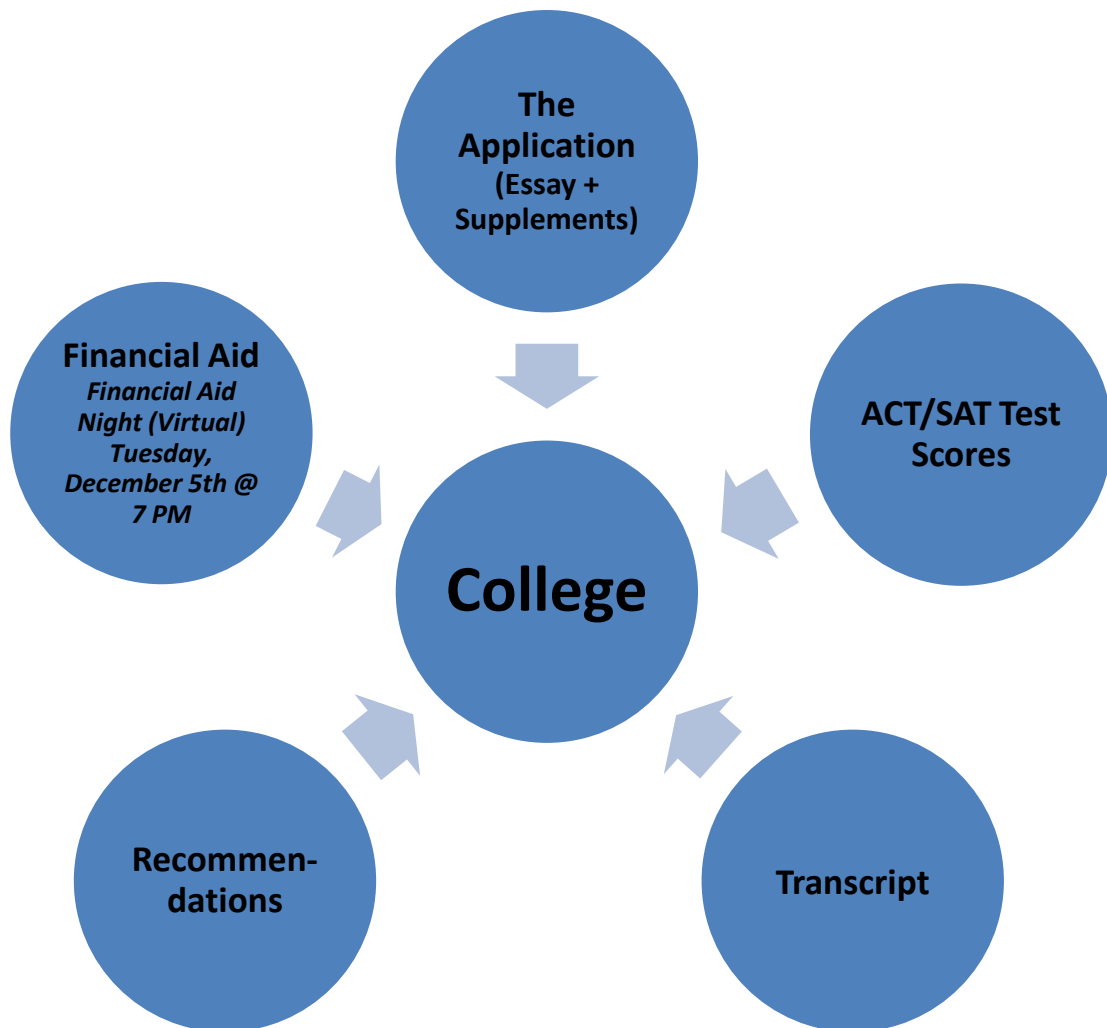 The
Application
(Essay +
Supplements)
Financial Aid
Financial Aid
Night (Virtual)
Tuesday,
December 5th @
7 PM
ACT/SAT Test
Scores
College
Recommen-
dations
Transcript